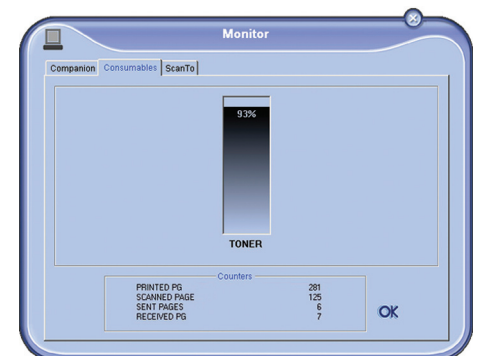 Monitor
Companion Consumables ScanTo
93%
TONER
Counters
PRINTED PG 281
SCANNED PAGE 125
SENT PAGES 6
RECEIVED PG 7
OK